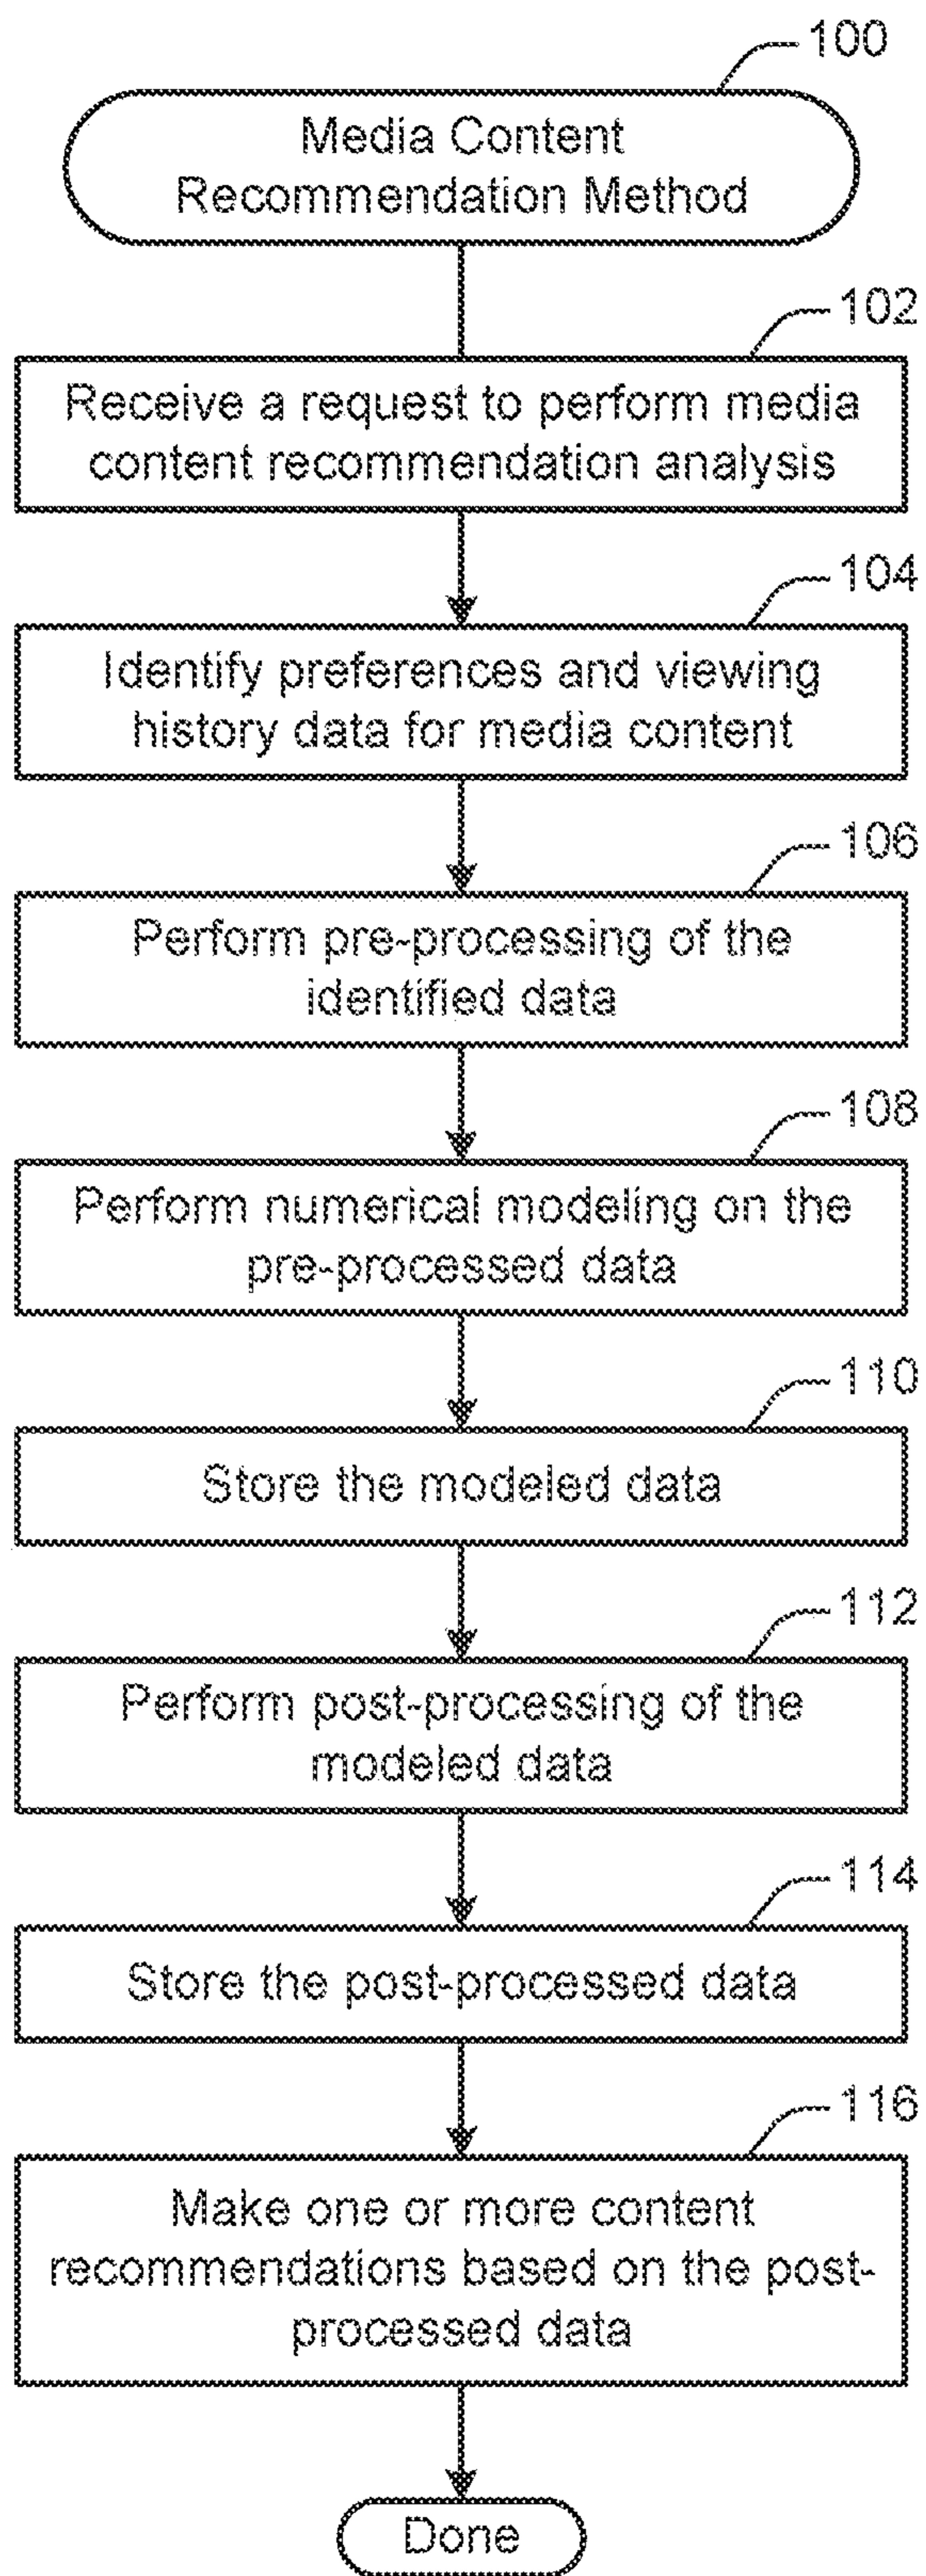 100
Media Content
Recommendation Method
102
Receive a request to perform media
content recommendation analysis
104
Identify preferences and viewing
history data for media content
106
Perform pre-processing of the
identified data
108
Perform numerical modeling on the
pre-processed data
110
Store the modeled data
112
Perform post-processing of the
modeled data
114
Store the post-processed data
116
Make one or more content
recommendations based on the post-
processed data
Done